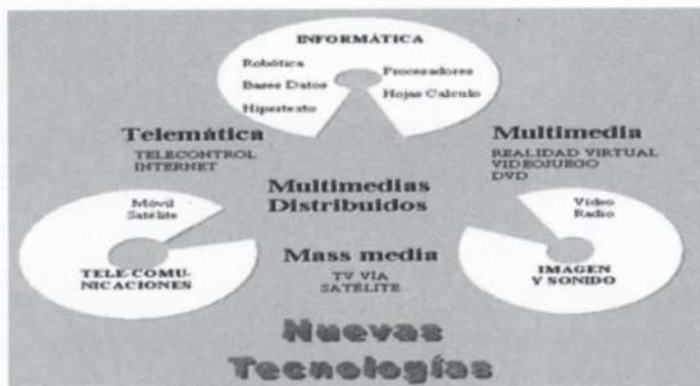 INFORMÁTICA
Robótica
Procesadores
Bases Datos
Hojas Calculo
Hipertexto
Telemática
TELECONTROL
INTERNET
Multimedia
REALIDAD VIRTUAL
VIDEOJUEGO
DVD
Multimedias
Distribuidos
Móvil
Satélite
TELE-COMU-
NICACIONES
Mass media
TV VÍA
SATÉLITE
Vídeo
Radio
IMAGEN
Y SONIDO
Nuevas
Tecnologías